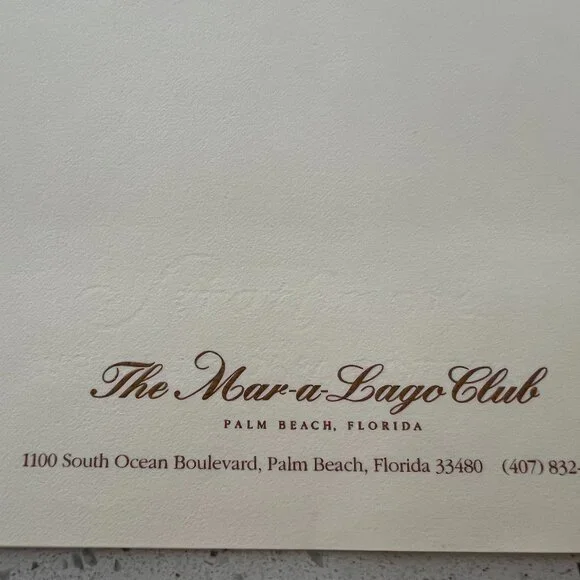 The Mar-a-Lago Club
PALM BEACH, FLORIDA
1100 South Ocean Boulevard, Palm Beach, Florida 33480 (407) 832-